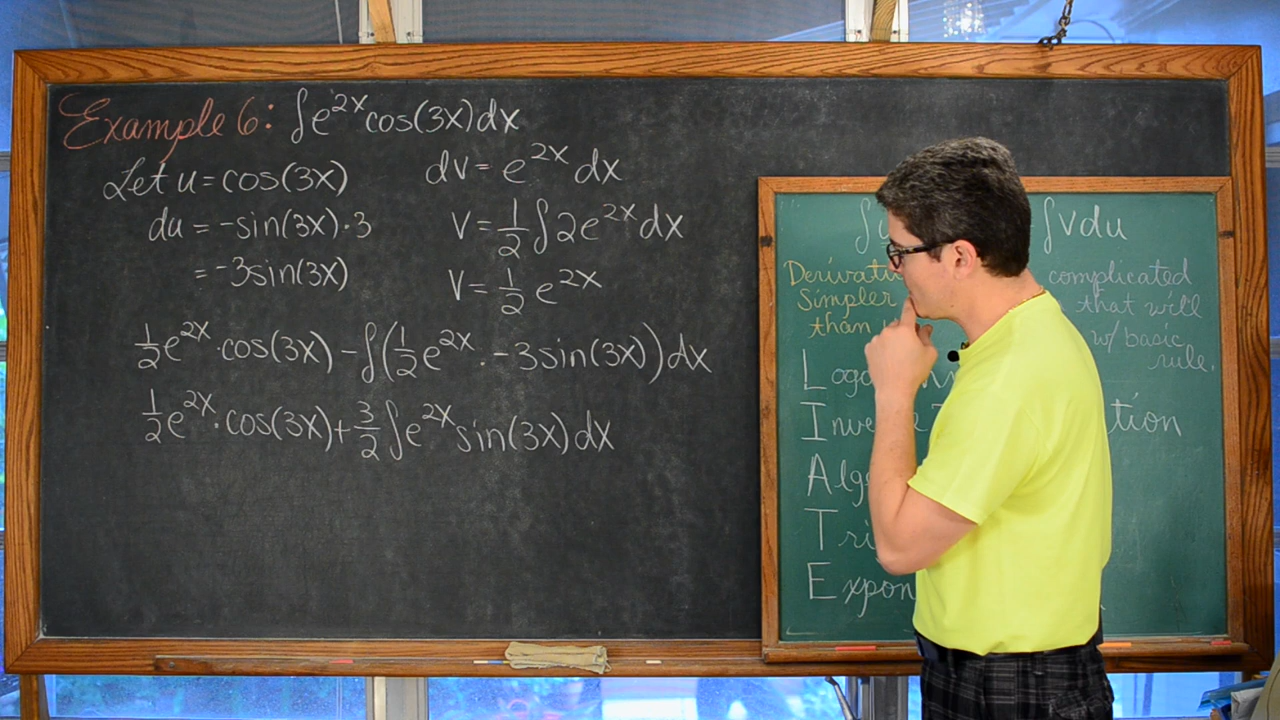 Example 6: ∫e^{2x}cos(3x)dx
Let u = cos(3x)
dv = e^{2x} dx
du = -sin(3x)·3
v = 1/2 ∫2e^{2x}dx
= -3sin(3x)
v = 1/2 e^{2x}
1/2 e^{2x}·cos(3x) - ∫(1/2 e^{2x}·-3sin(3x))dx
1/2 e^{2x}·cos(3x) + 3/2 ∫e^{2x}sin(3x)dx
∫vdu
complicated
Simpler
that will
than
w/ basic
rule.
L
I
tion
A
T
E